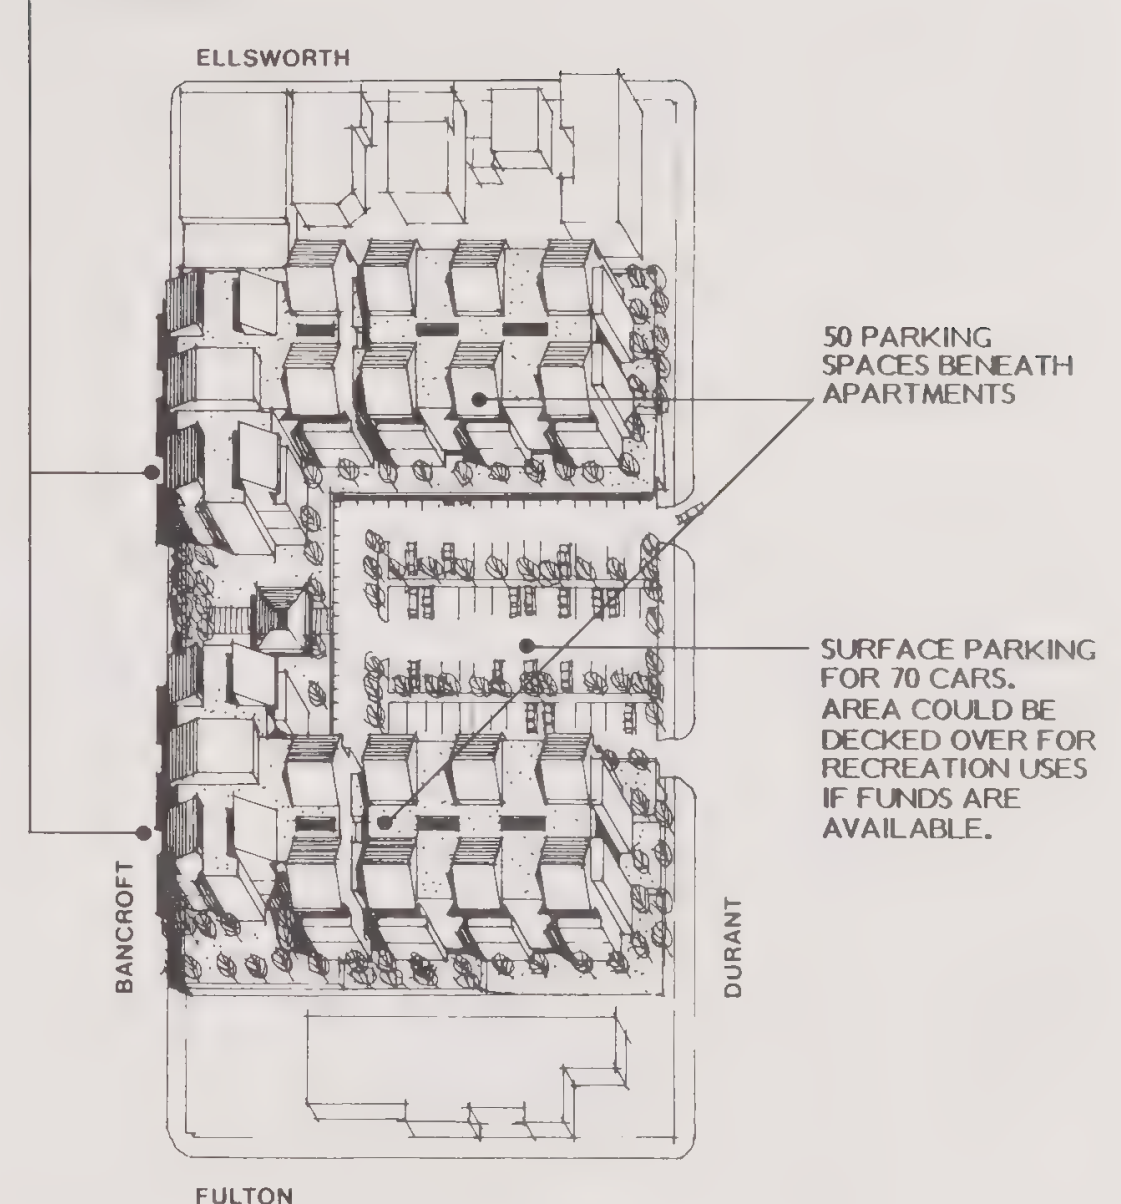 ELLSWORTH
50 PARKING
SPACES BENEATH
APARTMENTS
SURFACE PARKING
FOR 70 CARS.
AREA COULD BE
DECKED OVER FOR
RECREATION USES
IF FUNDS ARE
AVAILABLE.
BANCROFT
DURANT
FULTON